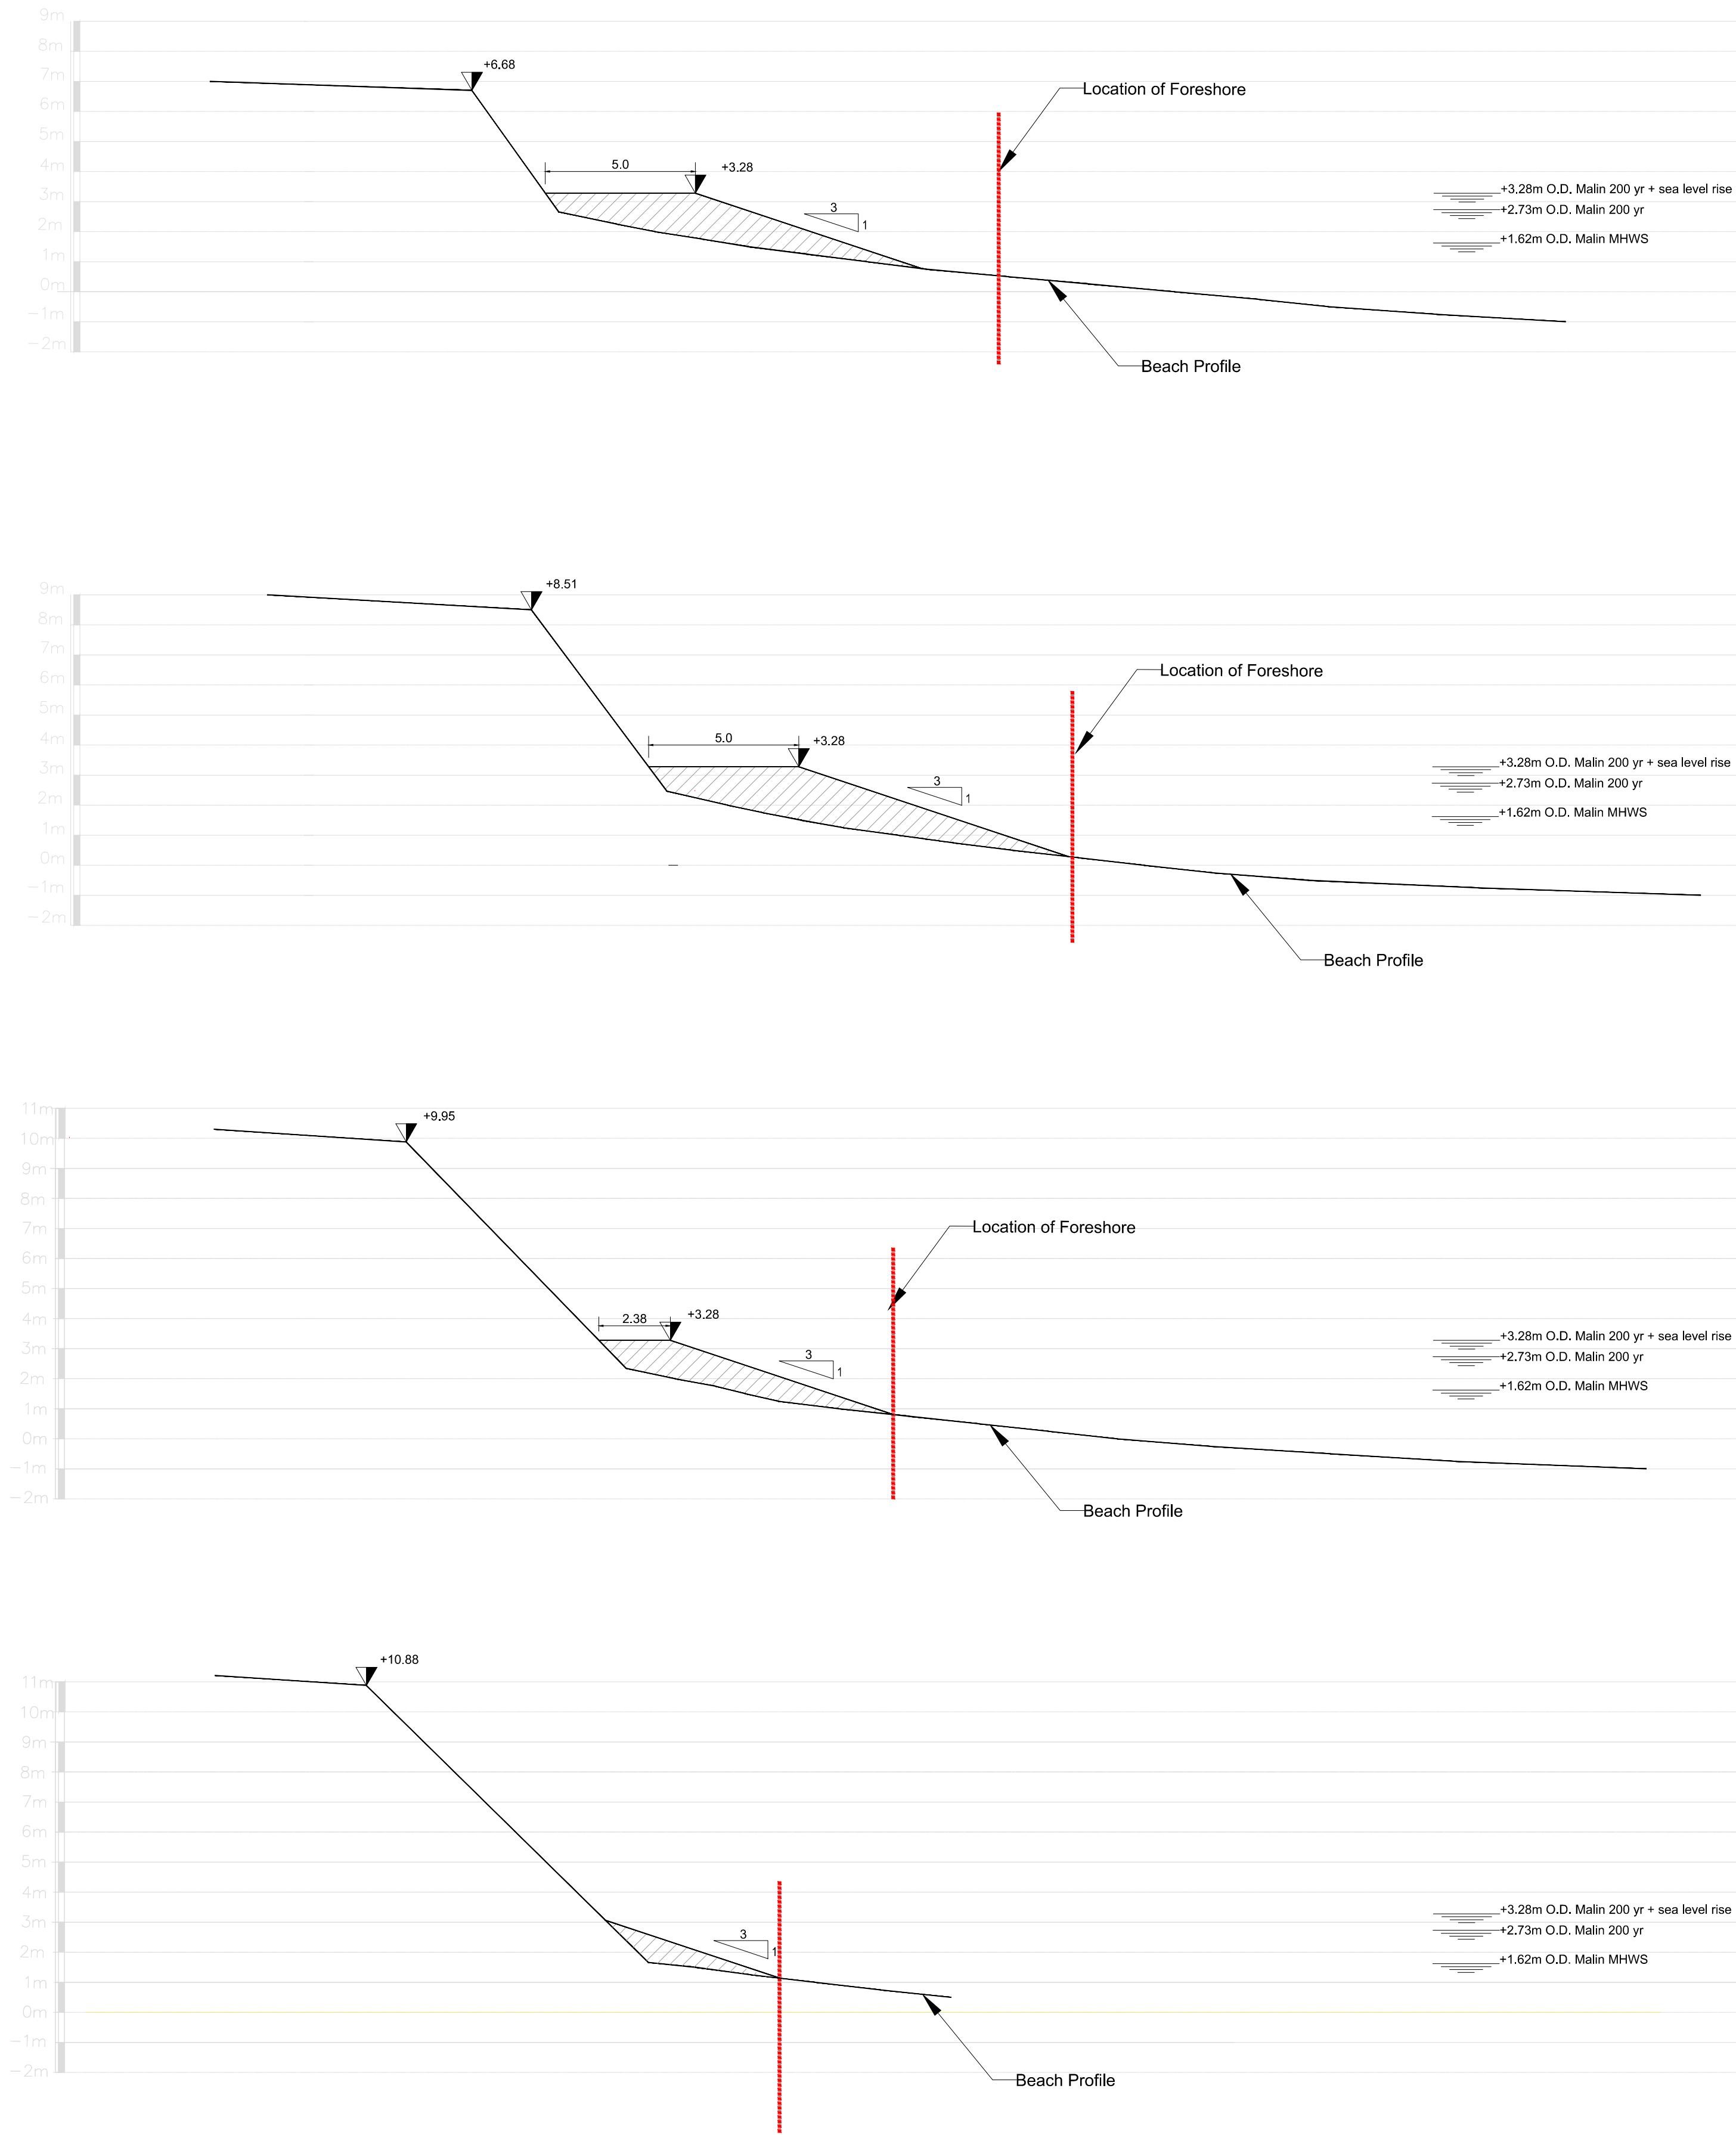 9m
8m
7m
6m
5m
4m
3m
2m
1m
0m
-1m
-2m
+6.68
Location of Foreshore
5.0
+3.28
3
1
+3.28m O.D. Malin 200 yr + sea level rise
+2.73m O.D. Malin 200 yr
+1.62m O.D. Malin MHWS
Beach Profile
9m
8m
7m
6m
5m
4m
3m
2m
1m
0m
-1m
-2m
+8.51
Location of Foreshore
5.0
+3.28
3
1
+3.28m O.D. Malin 200 yr + sea level rise
+2.73m O.D. Malin 200 yr
+1.62m O.D. Malin MHWS
Beach Profile
11m
10m
9m
8m
7m
6m
5m
4m
3m
2m
1m
0m
-1m
-2m
+9.95
Location of Foreshore
2.38
+3.28
3
1
+3.28m O.D. Malin 200 yr + sea level rise
+2.73m O.D. Malin 200 yr
+1.62m O.D. Malin MHWS
Beach Profile
11m
10m
9m
8m
7m
6m
5m
4m
3m
2m
1m
0m
-1m
-2m
+10.88
3
1
+3.28m O.D. Malin 200 yr + sea level rise
+2.73m O.D. Malin 200 yr
+1.62m O.D. Malin MHWS
Beach Profile